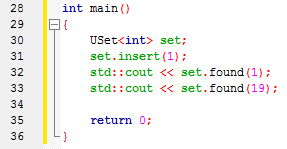 28 int main()
29 {
30 USet<int> set;
31 set.insert(1);
32 std::cout << set.found(1);
33 std::cout << set.found(19);
34
35 return 0;
36 }